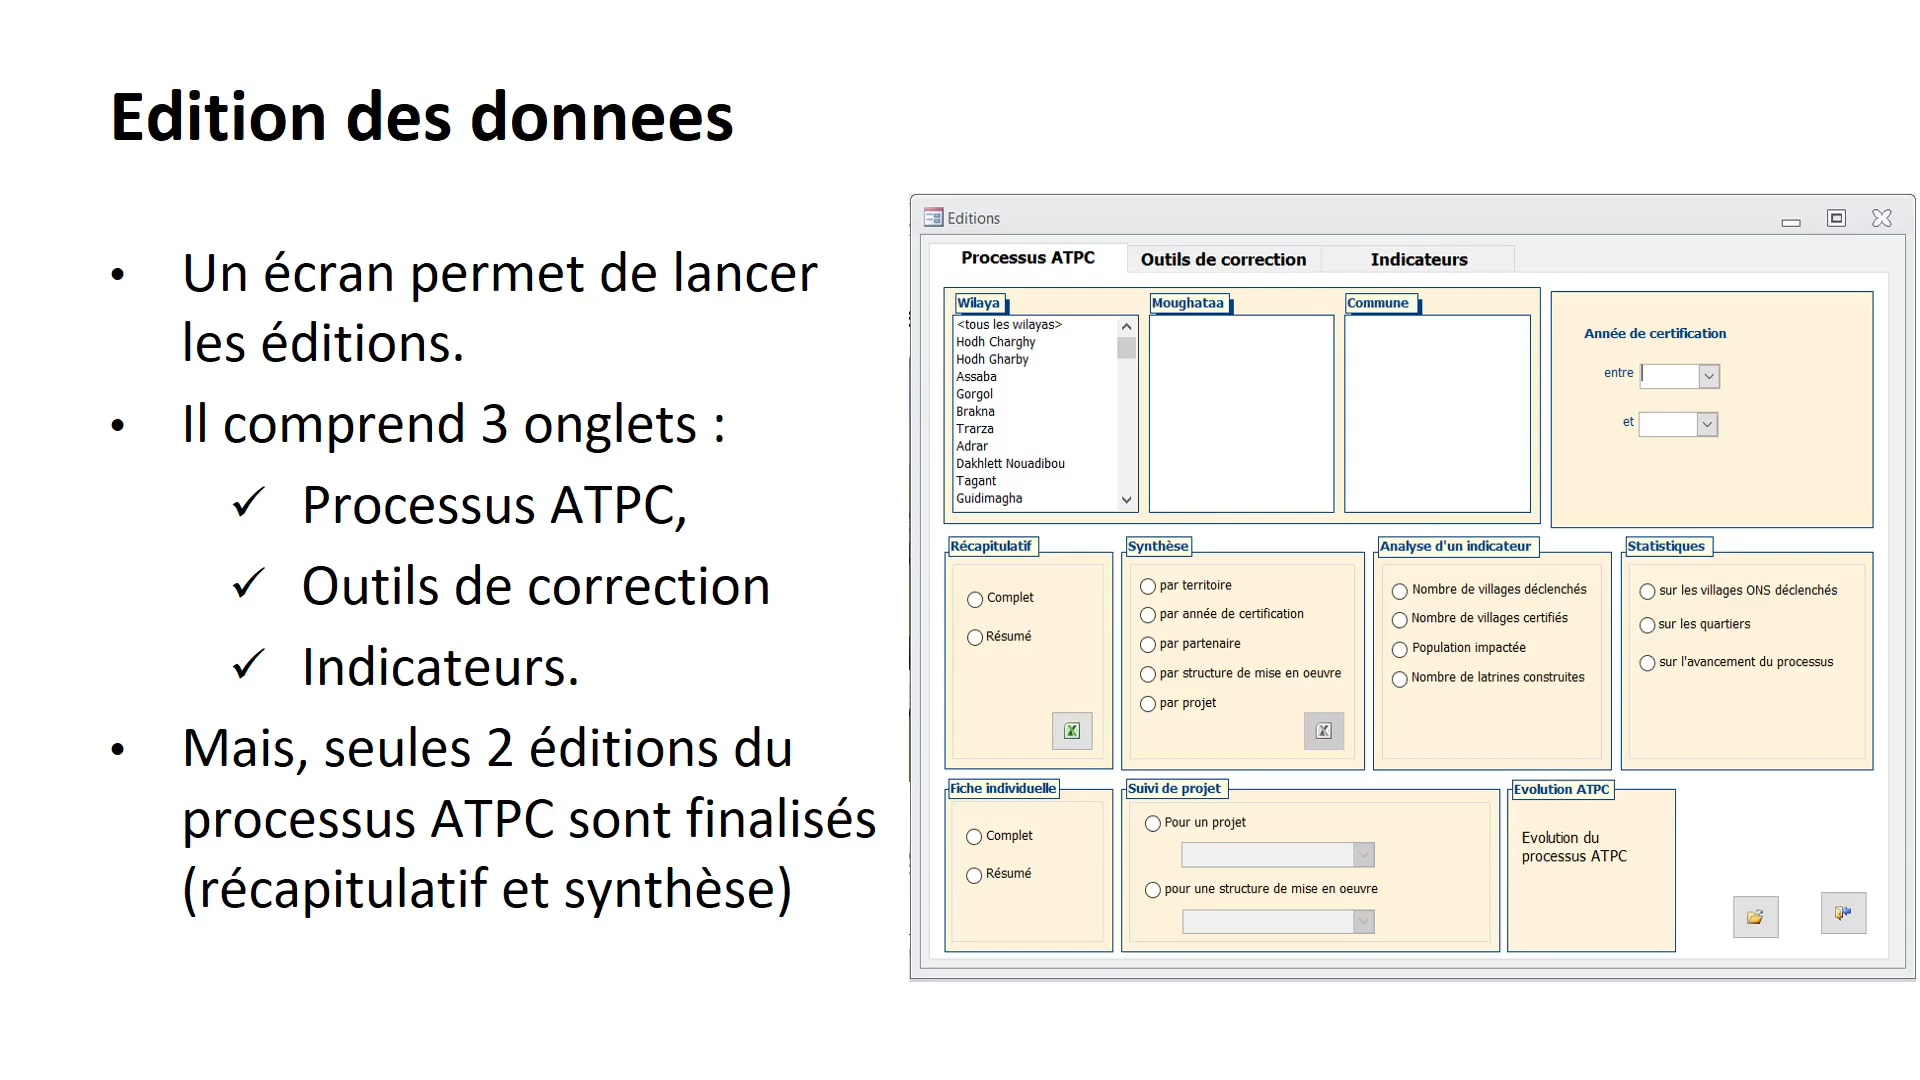 Edition des donnees
• Un écran permet de lancer
les éditions.
• Il comprend 3 onglets :
✓ Processus ATPC,
✓ Outils de correction
✓ Indicateurs.
• Mais, seules 2 éditions du
processus ATPC sont finalisés
(récapitulatif et synthèse)
Editions
Processus ATPC
Outils de correction
Indicateurs
Wilaya
<tous les wilayas>
Hodh Charghy
Hodh Gharby
Assaba
Gorgol
Brakna
Trarza
Adrar
Dakhlett Nouadibou
Tagant
Guidimagha
Moughataa
Commune
Année de certification
entre
et
Récapitulatif
Complet
Résumé
Synthèse
par territoire
par année de certification
par partenaire
par structure de mise en oeuvre
par projet
Analyse d'un indicateur
Nombre de villages déclenchés
Nombre de villages certifiés
Population impactée
Nombre de latrines construites
Statistiques
sur les villages ONS déclenchés
sur les quartiers
sur l'avancement du processus
Fiche individuelle
Complet
Résumé
Suivi de projet
Pour un projet
pour une structure de mise en oeuvre
Evolution ATPC
Evolution du
processus ATPC